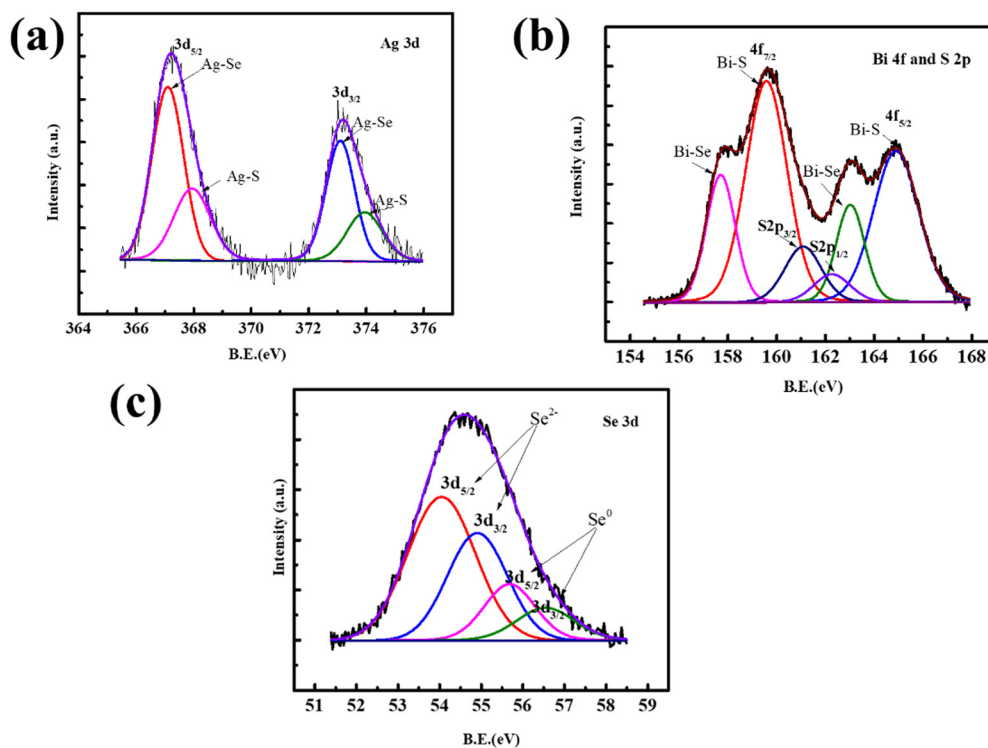 (a)
Ag 3d
3d5/2
Ag-Se
Ag-S
3d3/2
Ag-Se
Ag-S
Intensity (a.u.)
364 366 368 370 372 374 376
B.E.(eV)
(b)
Bi 4f and S 2p
4f7/2
Bi-S
Bi-Se
4f5/2
Bi-S
Bi-Se
S2p3/2
S2p1/2
Intensity (a.u.)
154 156 158 160 162 164 166 168
B.E.(eV)
(c)
Se 3d
Se2-
3d5/2
3d3/2
Se0
3d5/2
3d3/2
Intensity (a.u.)
51 52 53 54 55 56 57 58 59
B.E.(eV)